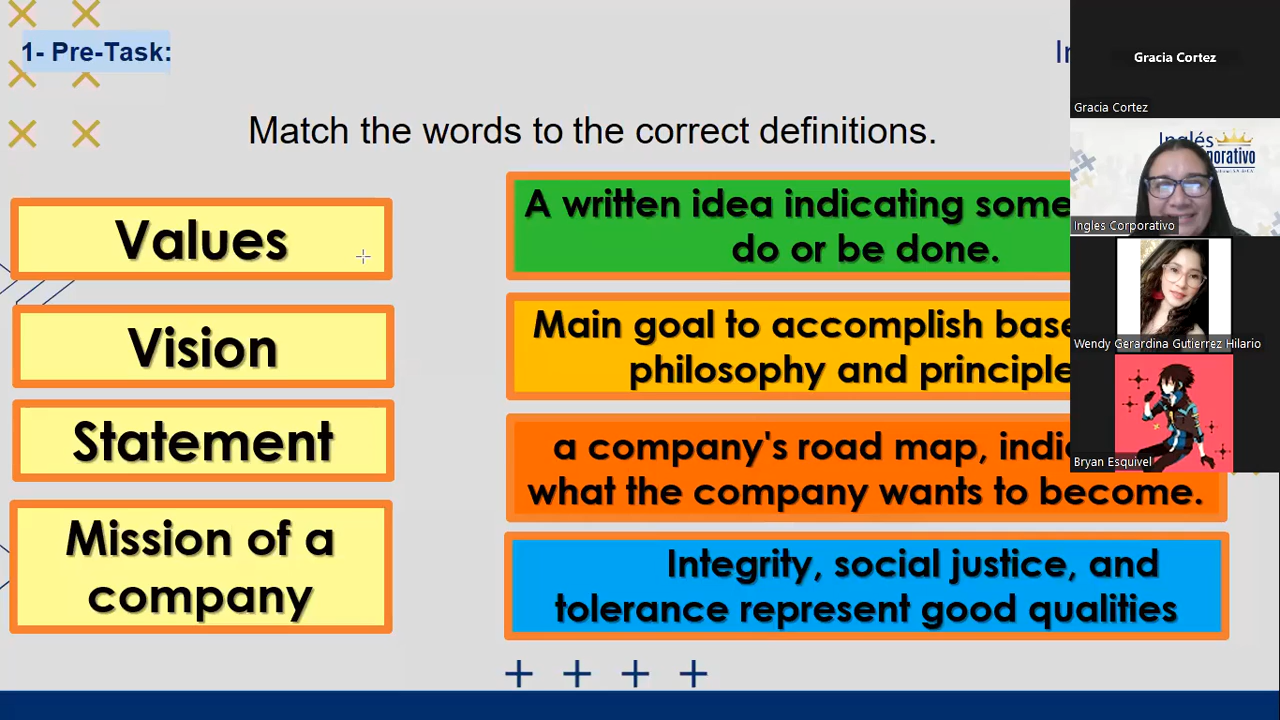 1- Pre-Task:
Match the words to the correct definitions.
Values
Vision
Statement
Mission of a
company
A written idea indicating some
do or be done.
Main goal to accomplish
philosophy and
a company's road map,
what the company wants to become.
Integrity, social justice, and
tolerance represent good qualities
Gracia Cortez
Gracia Cortez
Inglés
Ingles Corporativo
Wendy Gerardina Gutierrez Hilario
Bryan Esquivel